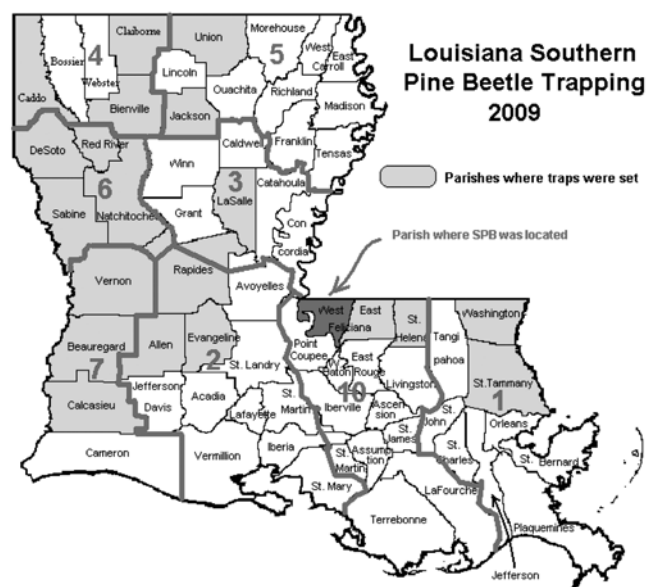 Louisiana Southern
Pine Beetle Trapping
2009
Parishes where traps were set
Parish where SPB was located
Caddo
Bossier
Webster
4
Claiborne
Bienville
Union
Lincoln
Jackson
Ouachita
Morehouse
5
West
Carroll
East
Richland
Madison
Franklin
Tensas
Caldwell
DeSoto
Red River
Sabine
6
Natchitoches
Winn
Grant
3
LaSalle
Catahoula
Con
cordia
Vernon
Rapides
Avoyelles
Beauregard
7
Allen
Evangeline
2
St. Landry
Calcasieu
Jefferson
Davis
Acadia
Lafayette
St.
Martin
Cameron
Vermillion
Iberia
St.
Martin
St. Mary
West
East
Feliciana
St.
Helena
Tangi
pahoa
Washington
St.Tammany
1
Point
Coupee
W
East
Baton Rouge
10
Livingston
Iberville
Ascen
sion
St.
James
St.
John
Assump
tion
St.
Charles
LaFourche
Terrebonne
Orleans
St.
Bernard
Plaquemines
Jefferson